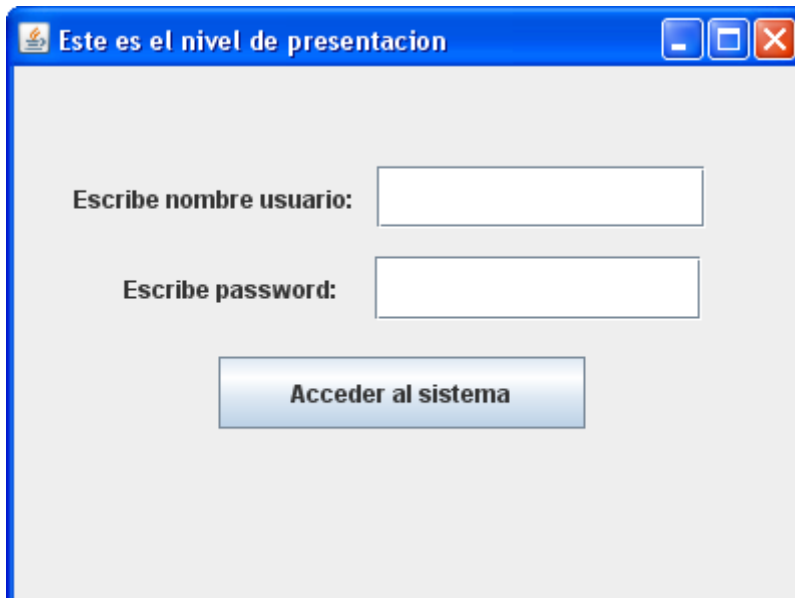 Este es el nivel de presentacion
Escribe nombre usuario:
Escribe password:
Acceder al sistema